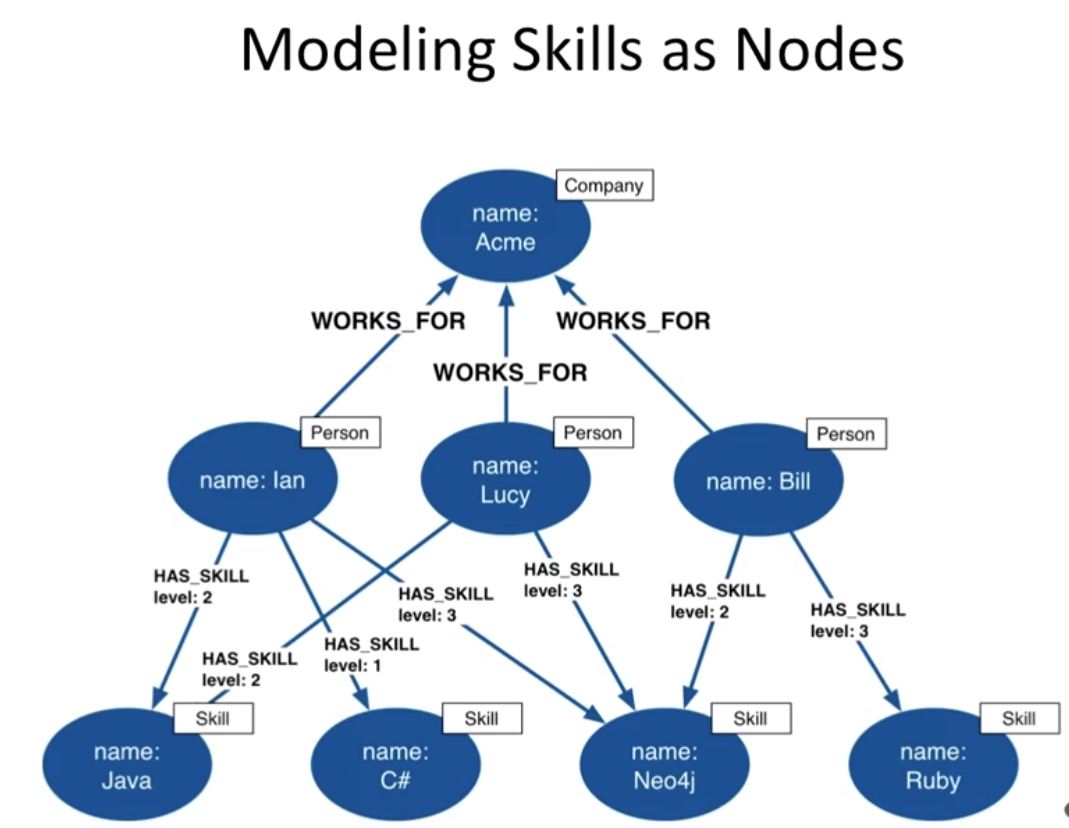 Modeling Skills as Nodes
Company
name:
Acme
WORKS_FOR
WORKS_FOR
WORKS_FOR
Person
name: Ian
Person
name:
Lucy
Person
name: Bill
HAS_SKILL
level: 2
HAS_SKILL
level: 3
HAS_SKILL
level: 3
HAS_SKILL
level: 2
HAS_SKILL
level: 3
HAS_SKILL
level: 2
HAS_SKILL
level: 1
Skill
name:
Java
Skill
name:
C#
Skill
name:
Neo4j
Skill
name:
Ruby